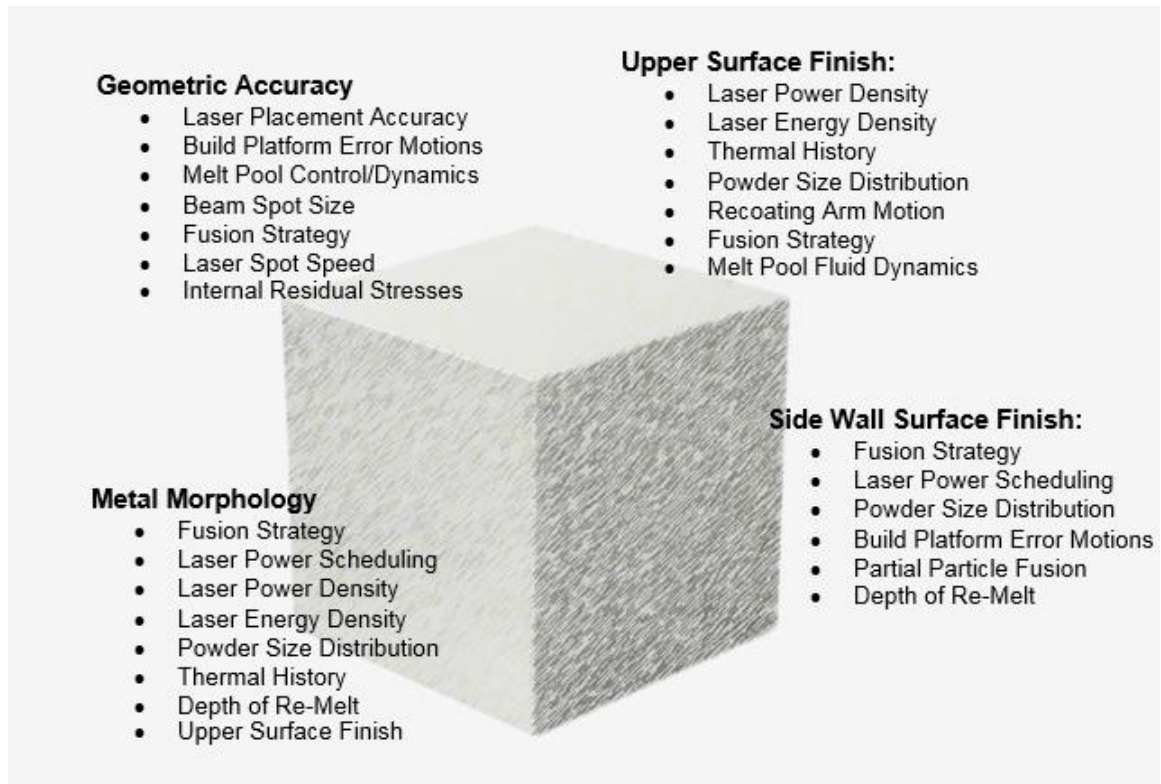 Geometric Accuracy
• Laser Placement Accuracy
• Build Platform Error Motions
• Melt Pool Control/Dynamics
• Beam Spot Size
• Fusion Strategy
• Laser Spot Speed
• Internal Residual Stresses
Upper Surface Finish:
• Laser Power Density
• Laser Energy Density
• Thermal History
• Powder Size Distribution
• Recoating Arm Motion
• Fusion Strategy
• Melt Pool Fluid Dynamics
Metal Morphology
• Fusion Strategy
• Laser Power Scheduling
• Laser Power Density
• Laser Energy Density
• Powder Size Distribution
• Thermal History
• Depth of Re-Melt
• Upper Surface Finish
Side Wall Surface Finish:
• Fusion Strategy
• Laser Power Scheduling
• Powder Size Distribution
• Build Platform Error Motions
• Partial Particle Fusion
• Depth of Re-Melt